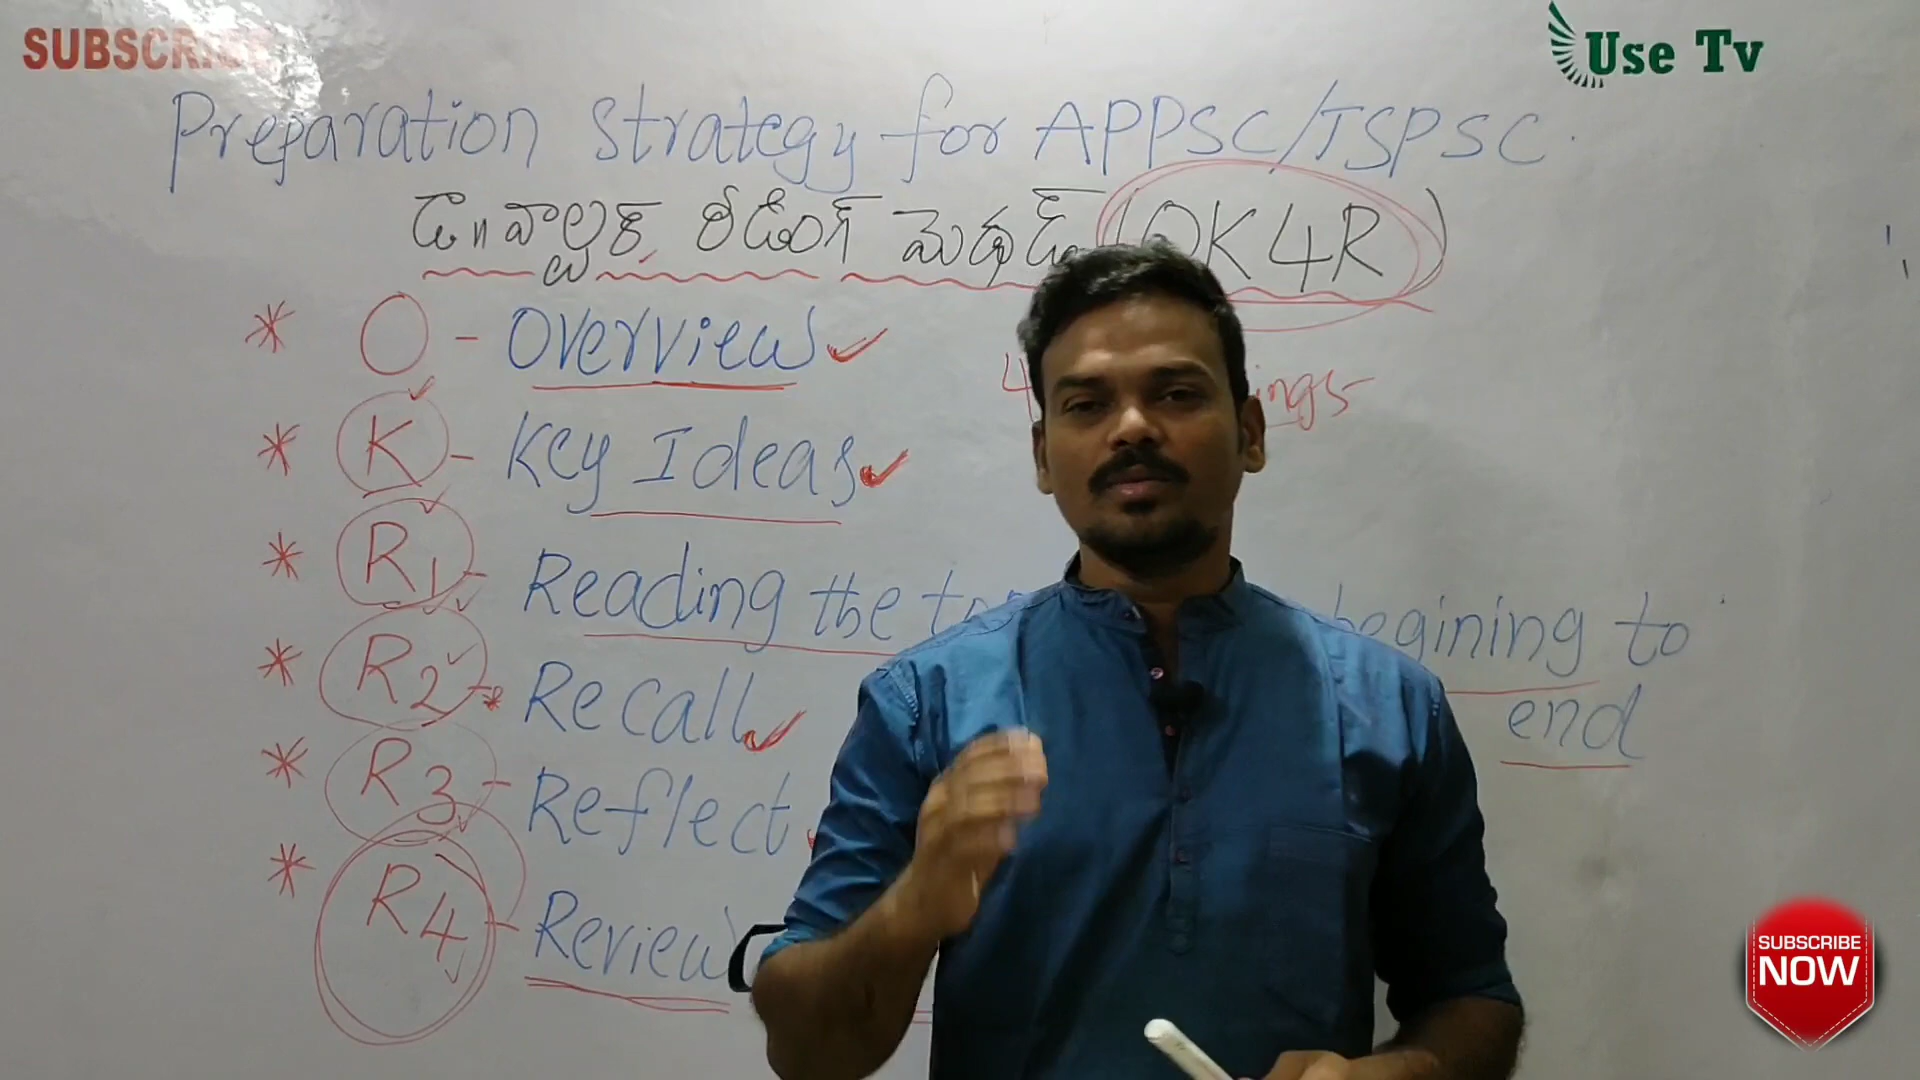 SUBSCRIBE
Use Tv
Preparation Strategy for APPSC/TSPSC.
డా॥ వాల్టర్ రీడింగ్ మెథడ్ (OK4R)
* O - Overview
* K - Key Ideas
* R1 - Reading the begining to
end
* R2 - Recall
* R3 - Reflect
* R4 - Review
SUBSCRIBE
NOW